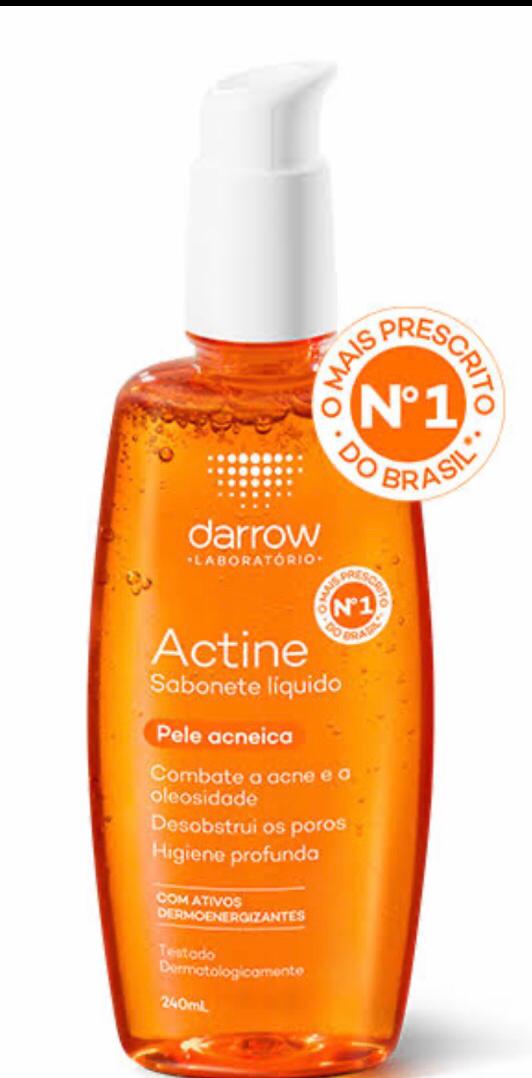 O MAIS PRESCRITO
Nº1
DO BRASIL*
darrow
•LABORATÓRIO•
O MAIS PRESCRITO
Nº1
DO BRASIL*
Actine
Sabonete líquido
Pele acneica
Combate a acne e a
oleosidade
Desobstrui os poros
Higiene profunda
COM ATIVOS
DERMOENERGIZANTES
Testado
Dermatologicamente
240mL